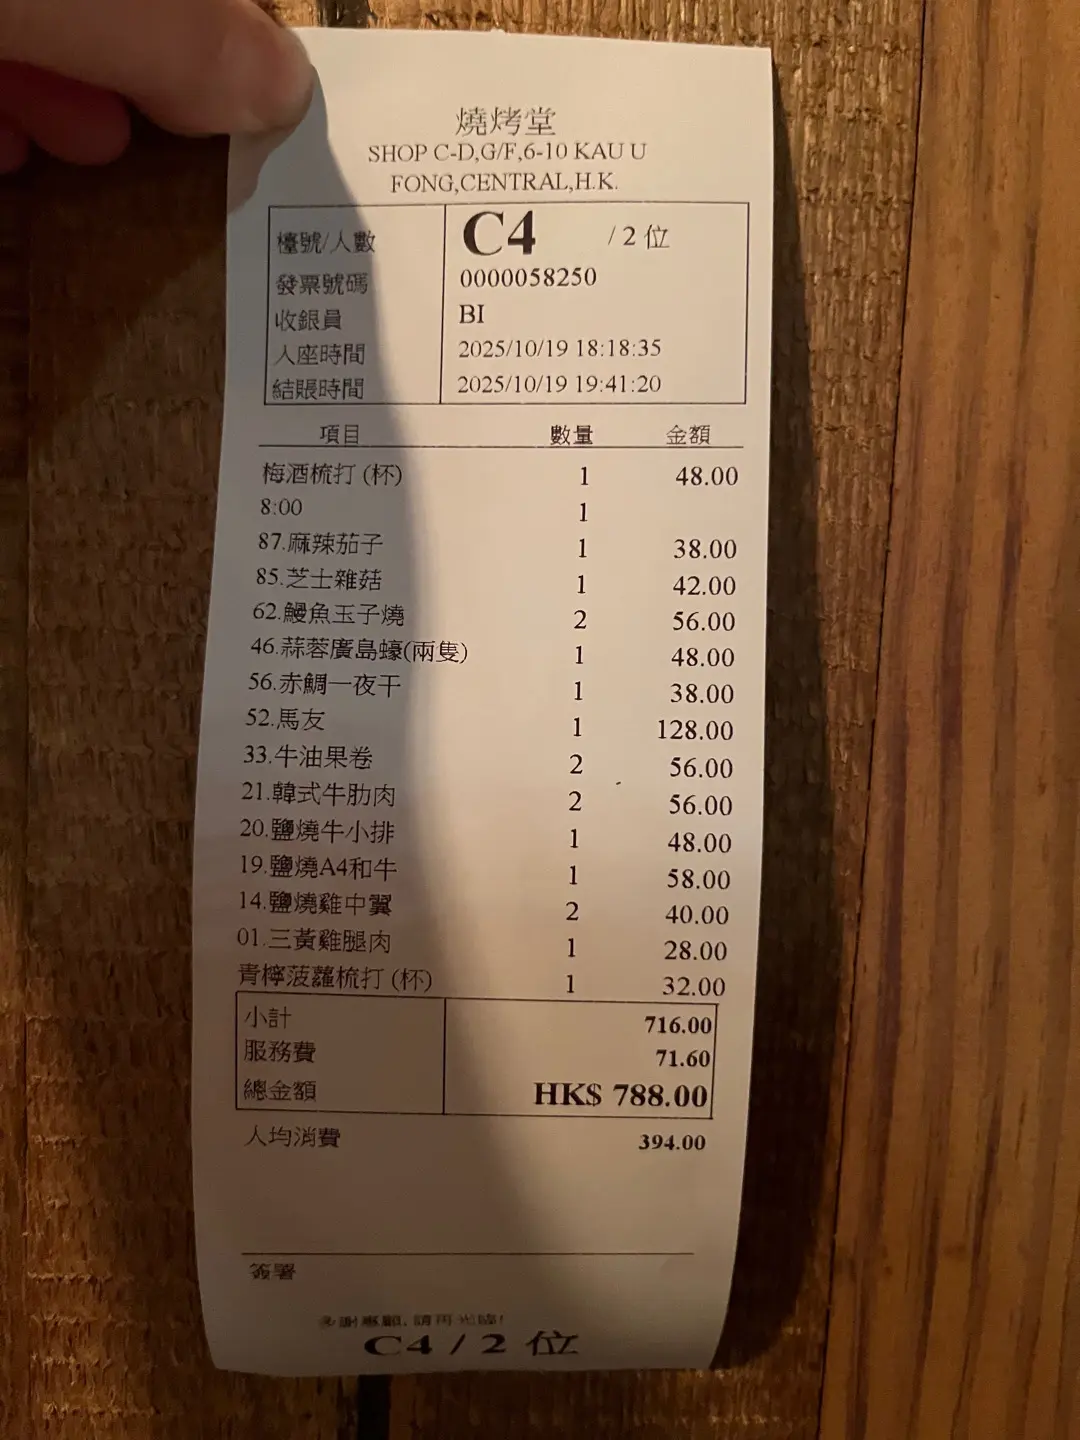 燒烤堂
SHOP C-D,G/F,6-10 KAU U
FONG,CENTRAL,H.K.
檯號/人數 C4 / 2 位
發票號碼 0000058250
收銀員 BI
入座時間 2025/10/19 18:18:35
結賬時間 2025/10/19 19:41:20
項目 數量 金額
梅酒梳打 (杯) 1 48.00
8:00 1
87.麻辣茄子 1 38.00
85.芝士雜菇 1 42.00
62.鰻魚玉子燒 2 56.00
46.蒜蓉廣島蠔(兩隻) 1 48.00
56.赤鯛一夜干 1 38.00
52.馬友 1 128.00
33.牛油果卷 2 56.00
21.韓式牛肋肉 2 56.00
20.鹽燒牛小排 1 48.00
19.鹽燒A4和牛 1 58.00
14.鹽燒雞中翼 2 40.00
01.三黃雞腿肉 1 28.00
青檸菠蘿梳打 (杯) 1 32.00
小計 716.00
服務費 71.60
總金額 HK$ 788.00
人均消費 394.00
簽署
多謝惠顧, 請再光臨!
C4 / 2 位